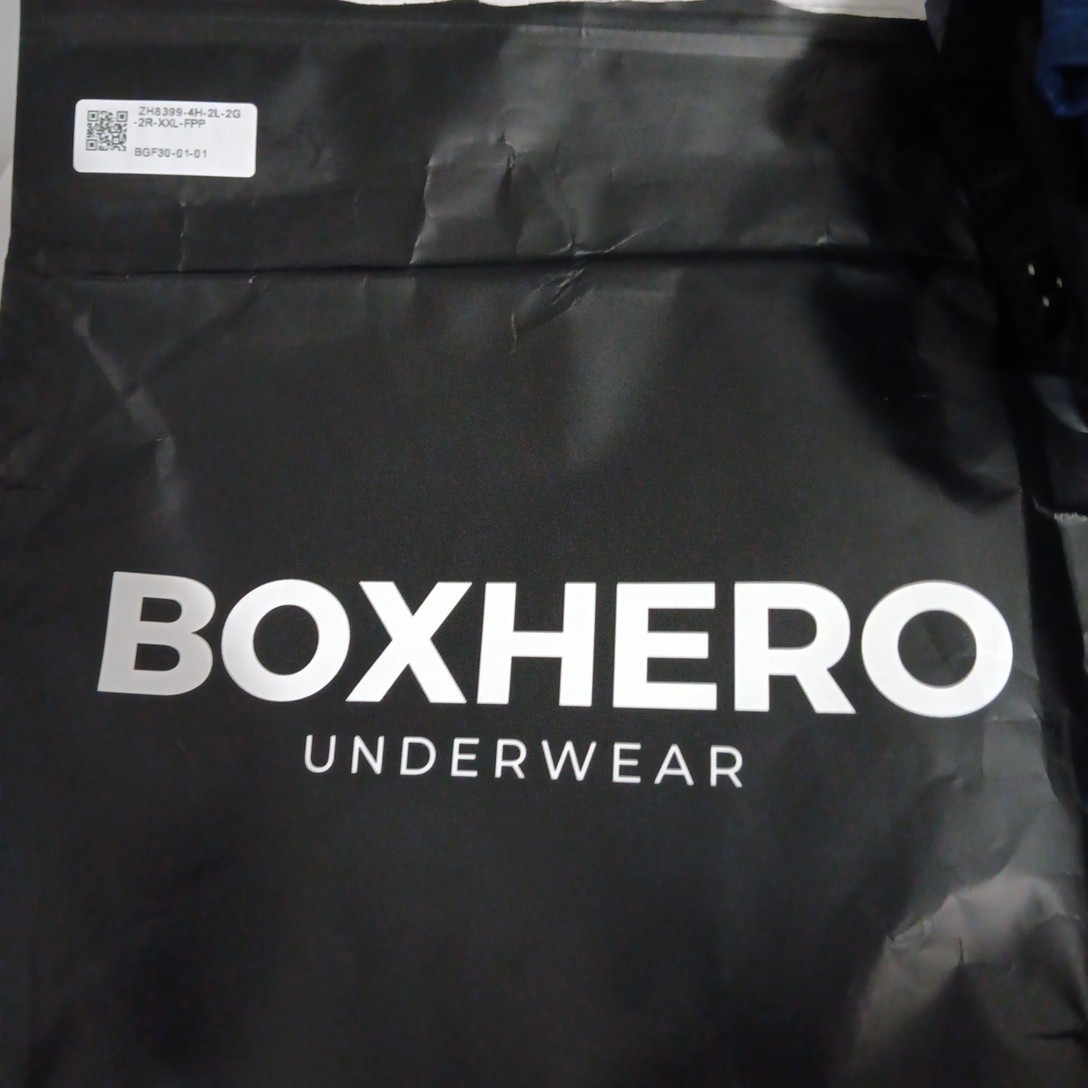 ZH8399-4H-2L-2G
-2R-XXL-FPP
BGF30-01-01
BOXHERO
UNDERWEAR